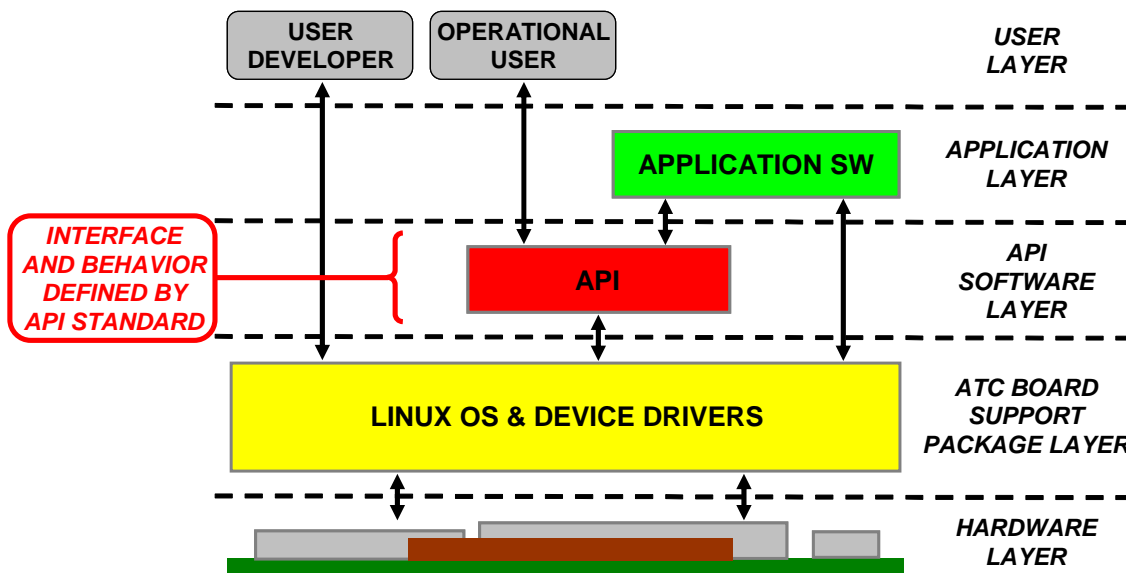 USER
DEVELOPER
OPERATIONAL
USER
USER
LAYER
APPLICATION SW
APPLICATION
LAYER
INTERFACE
AND BEHAVIOR
DEFINED BY
API STANDARD
API
API
SOFTWARE
LAYER
LINUX OS & DEVICE DRIVERS
ATC BOARD
SUPPORT
PACKAGE LAYER
HARDWARE
LAYER